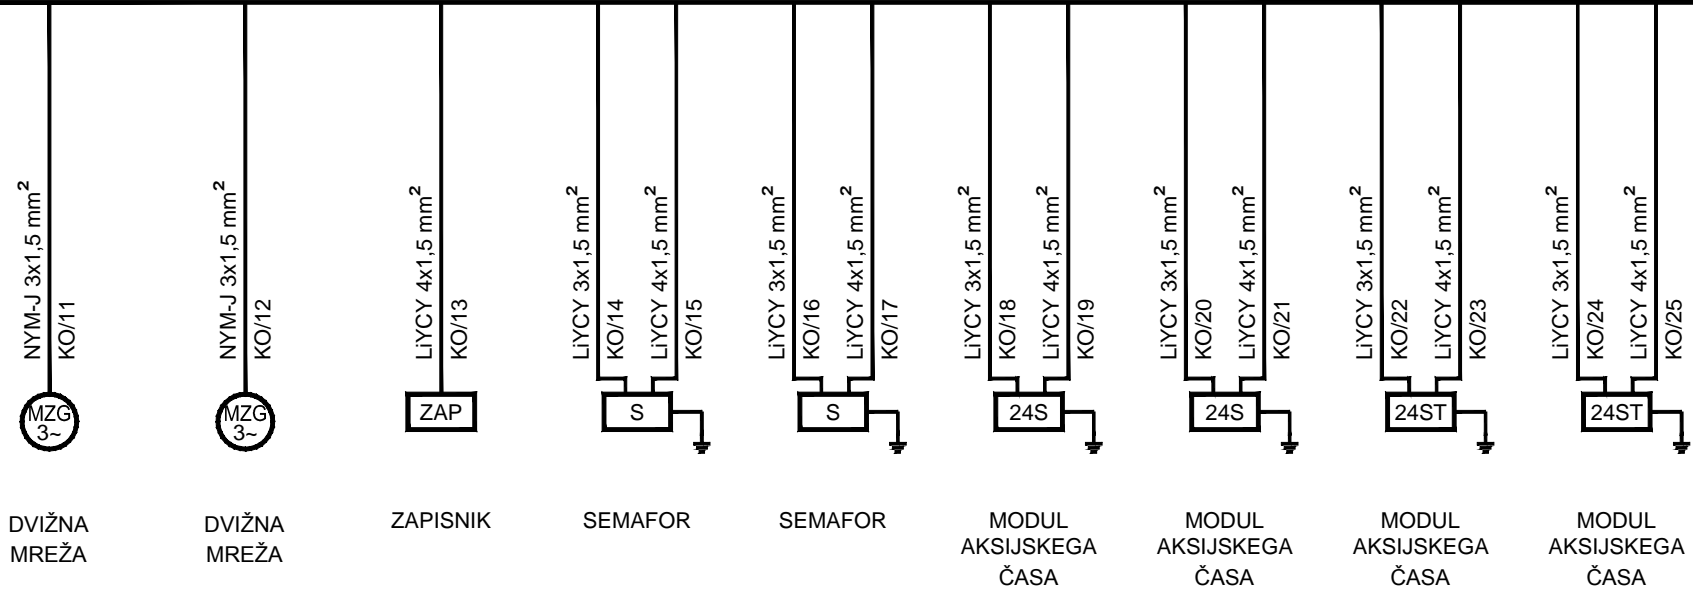 NYM-J 3x1,5 mm²
KO/11
NYM-J 3x1,5 mm²
KO/12
LiYCY 4x1,5 mm²
KO/13
LiYCY 3x1,5 mm²
KO/14
LiYCY 4x1,5 mm²
KO/15
LiYCY 3x1,5 mm²
KO/16
LiYCY 4x1,5 mm²
KO/17
LiYCY 3x1,5 mm²
KO/18
LiYCY 4x1,5 mm²
KO/19
LiYCY 3x1,5 mm²
KO/20
LiYCY 4x1,5 mm²
KO/21
LiYCY 3x1,5 mm²
KO/22
LiYCY 4x1,5 mm²
KO/23
LiYCY 3x1,5 mm²
KO/24
LiYCY 4x1,5 mm²
KO/25
MZG
3~
MZG
3~
ZAP
S
S
24S
24S
24ST
24ST
DVIŽNA
MREŽA
DVIŽNA
MREŽA
ZAPISNIK
SEMAFOR
SEMAFOR
MODUL
AKSIJSKEGA
ČASA
MODUL
AKSIJSKEGA
ČASA
MODUL
AKSIJSKEGA
ČASA
MODUL
AKSIJSKEGA
ČASA